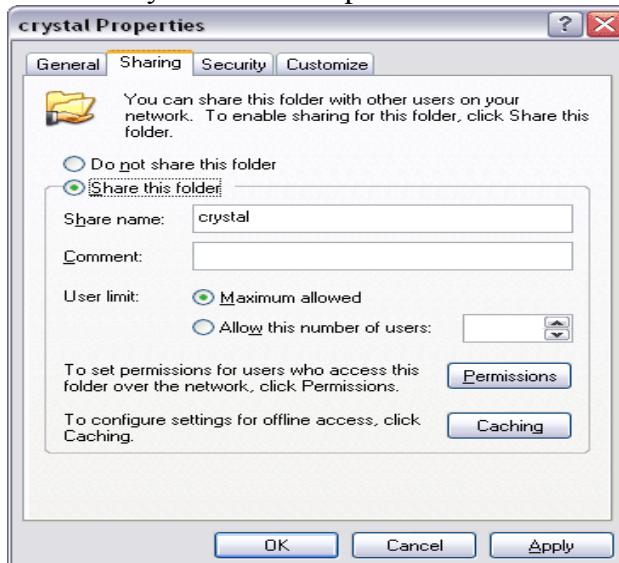 crystal Properties
General Sharing Security Customize
You can share this folder with other users on your
network. To enable sharing for this folder, click Share this
folder.
Do not share this folder
Share this folder
Share name: crystal
Comment:
User limit: Maximum allowed
Allow this number of users:
To set permissions for users who access this
folder over the network, click Permissions.
Permissions
To configure settings for offline access, click
Caching.
Caching
OK Cancel Apply